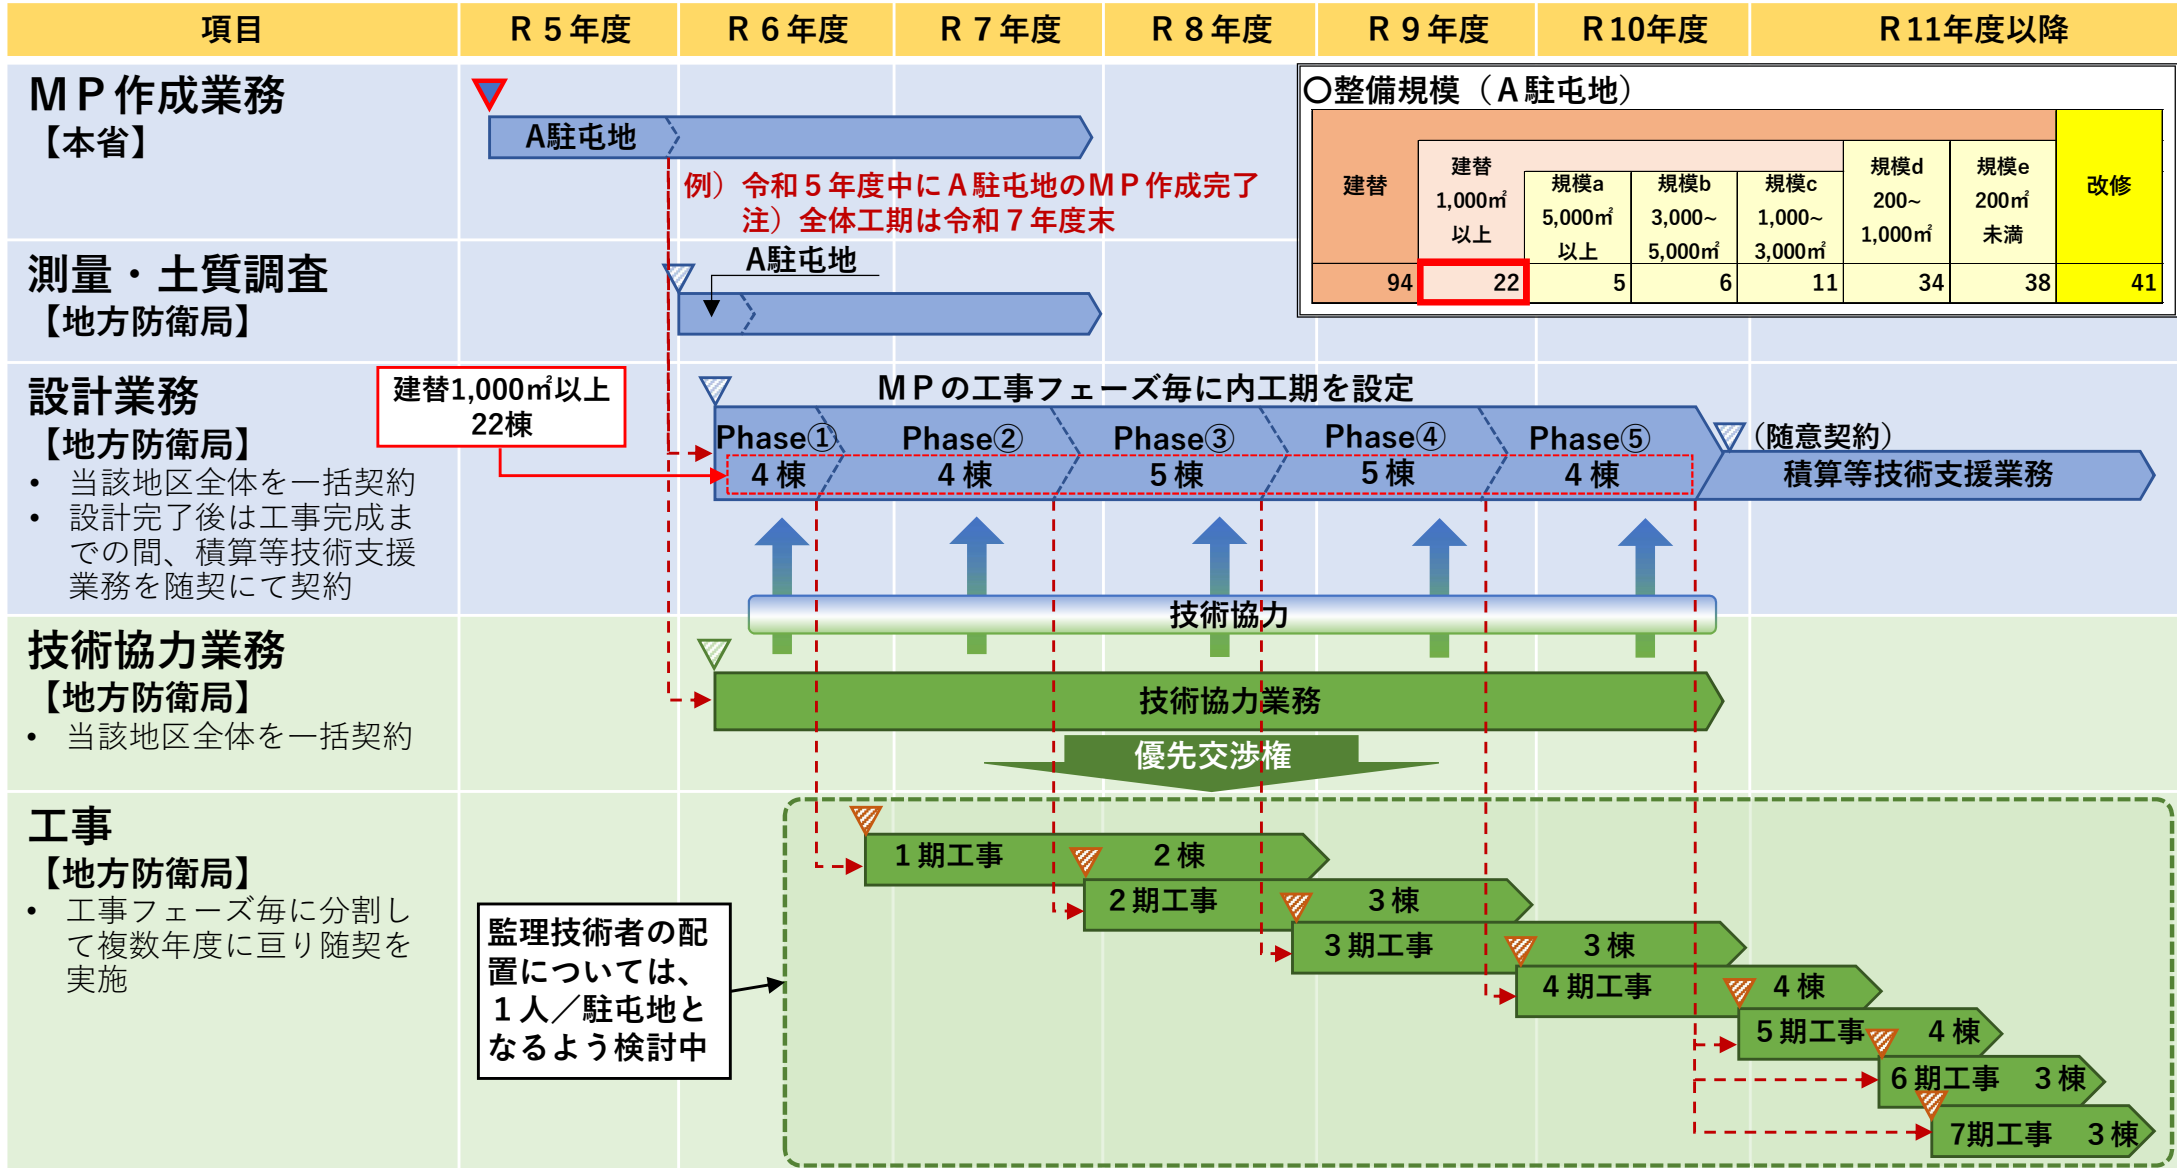 項目
R５年度
R６年度
R７年度
R８年度
R９年度
R10年度
R11年度以降
ＭＰ作成業務
【本省】
A駐屯地
例）令和５年度中にＡ駐屯地のＭＰ作成完了
注）全体工期は令和７年度末
〇整備規模（Ａ駐屯地）
建替
建替
1,000㎡
以上
規模a
5,000㎡
以上
規模b
3,000~
5,000㎡
規模c
1,000~
3,000㎡
規模d
200~
1,000㎡
規模e
200㎡
未満
改修
94
22
5
6
11
34
38
41
測量・土質調査
【地方防衛局】
A駐屯地
設計業務
【地方防衛局】
• 当該地区全体を一括契約
• 設計完了後は工事完成ま
での間、積算等技術支援
業務を随契にて契約
建替1,000㎡以上
22棟
ＭＰの工事フェーズ毎に内工期を設定
Phase①
４棟
Phase②
４棟
Phase③
５棟
Phase④
５棟
Phase⑤
４棟
（随意契約）
積算等技術支援業務
技術協力
技術協力業務
【地方防衛局】
• 当該地区全体を一括契約
技術協力業務
優先交渉権
工事
【地方防衛局】
• 工事フェーズ毎に分割し
て複数年度に亘り随契を
実施
監理技術者の配
置については、
１人／駐屯地と
なるよう検討中
１期工事 ２棟
２期工事 ３棟
３期工事 ３棟
４期工事 ４棟
５期工事 ４棟
６期工事 ３棟
7期工事 ３棟